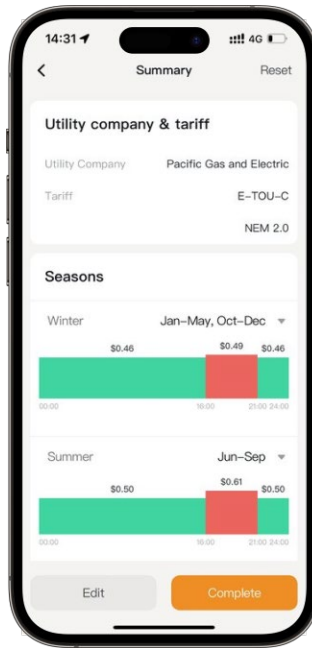 14:31 4G
Summary Reset
Utility company & tariff
Utility Company Pacific Gas and Electric
Tariff E-TOU-C
NEM 2.0
Seasons
Winter Jan-May, Oct-Dec
$0.46 $0.49 $0.46
00:00 16:00 21:00 24:00
Summer Jun-Sep
$0.50 $0.61 $0.50
00:00 16:00 21:00 24:00
Edit Complete